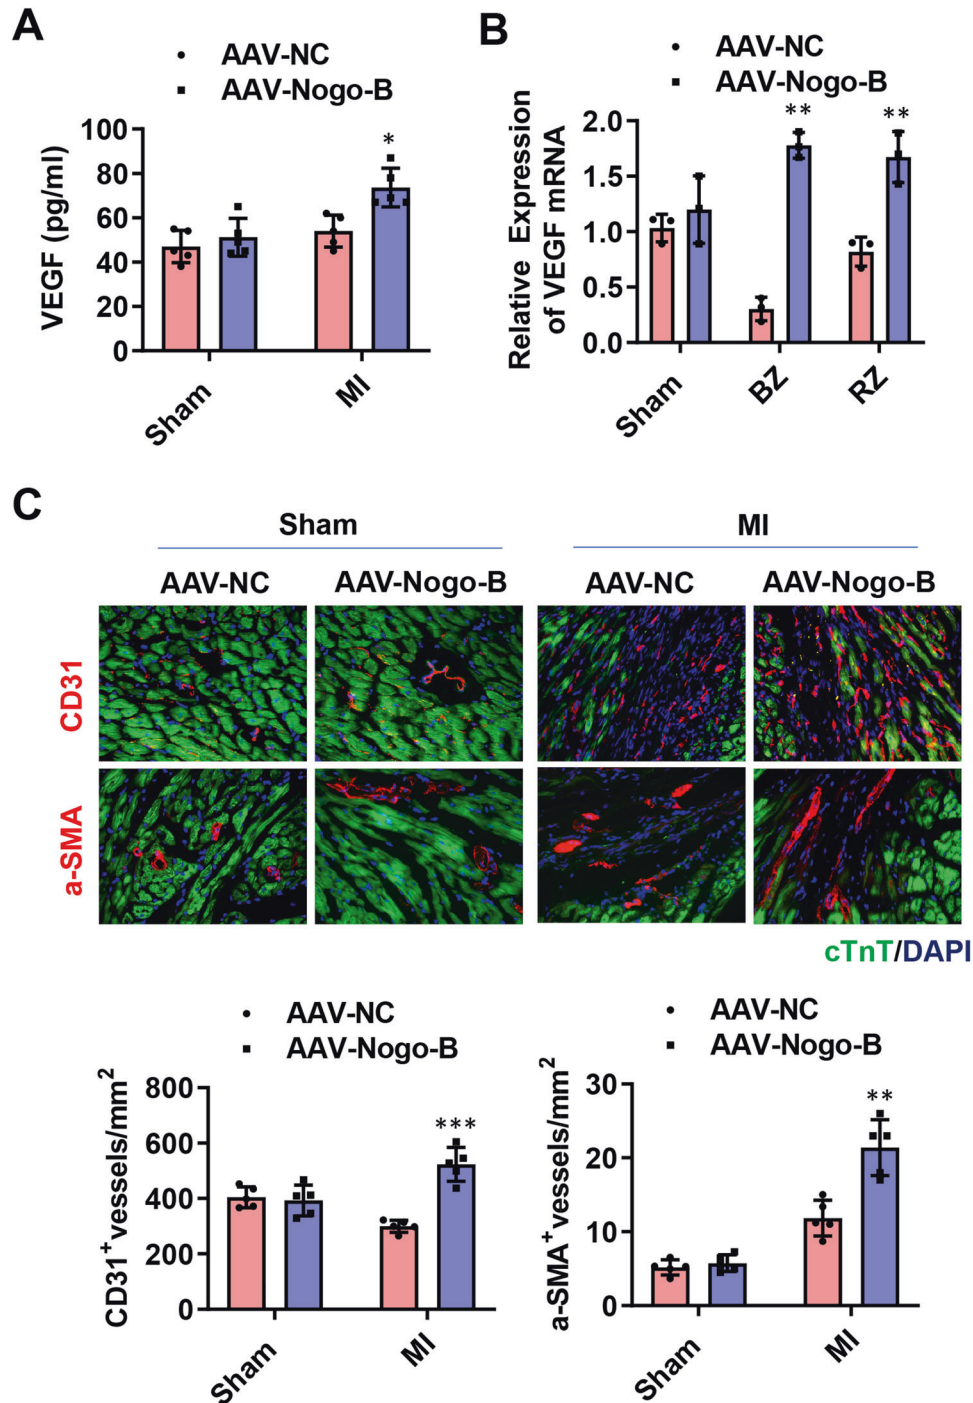 A
AAV-NC
AAV-Nogo-B
VEGF (pg/ml)
100
80
60
40
20
0
*
Sham
MI
B
AAV-NC
AAV-Nogo-B
Relative Expression
of VEGF mRNA
2.0
1.5
1.0
0.5
0.0
**
**
Sham
BZ
RZ
C
Sham
MI
AAV-NC
AAV-Nogo-B
AAV-NC
AAV-Nogo-B
CD31
a-SMA
cTnT/DAPI
AAV-NC
AAV-Nogo-B
CD31+ vessels/mm2
800
600
400
200
0
***
Sham
MI
AAV-NC
AAV-Nogo-B
a-SMA+ vessels/mm2
30
20
10
0
**
Sham
MI